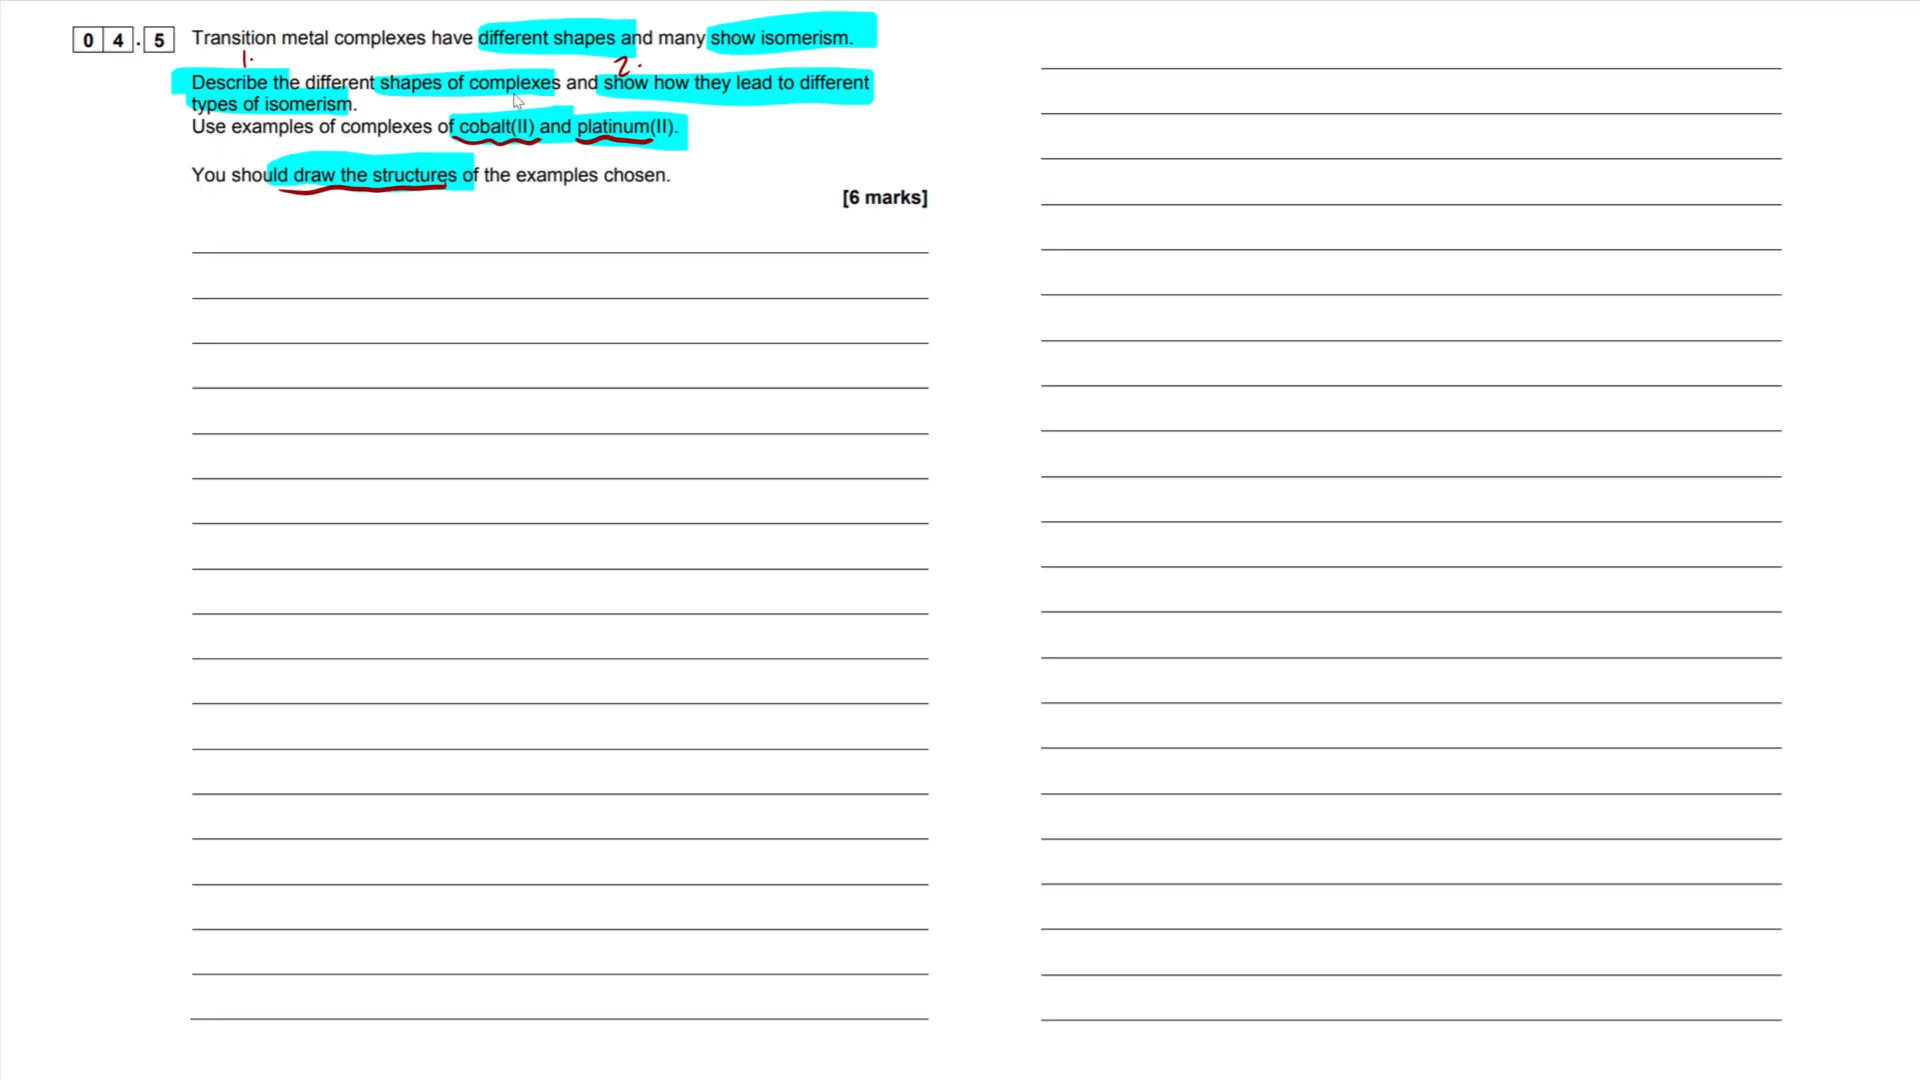 04.5 Transition metal complexes have different shapes and many show isomerism.
1. 2.
Describe the different shapes of complexes and show how they lead to different
types of isomerism.
Use examples of complexes of cobalt(II) and platinum(II).
You should draw the structures of the examples chosen.
[6 marks]